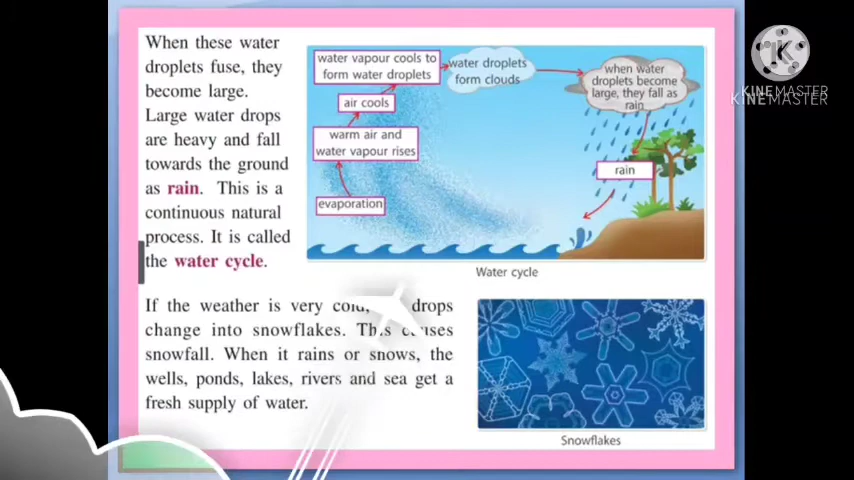 When these water
droplets fuse, they
become large.
Large water drops
are heavy and fall
towards the ground
as rain. This is a
continuous natural
process. It is called
the water cycle.
water vapour cools to
form water droplets
air cools
warm air and
water vapour rises
evaporation
water droplets
form clouds
when water
droplets become
large, they fall as
rain
rain
Water cycle
If the weather is very cold, drops
change into snowflakes. This causes
snowfall. When it rains or snows, the
wells, ponds, lakes, rivers and sea get a
fresh supply of water.
Snowflakes
K
KINEMASTER
KINEMASTER